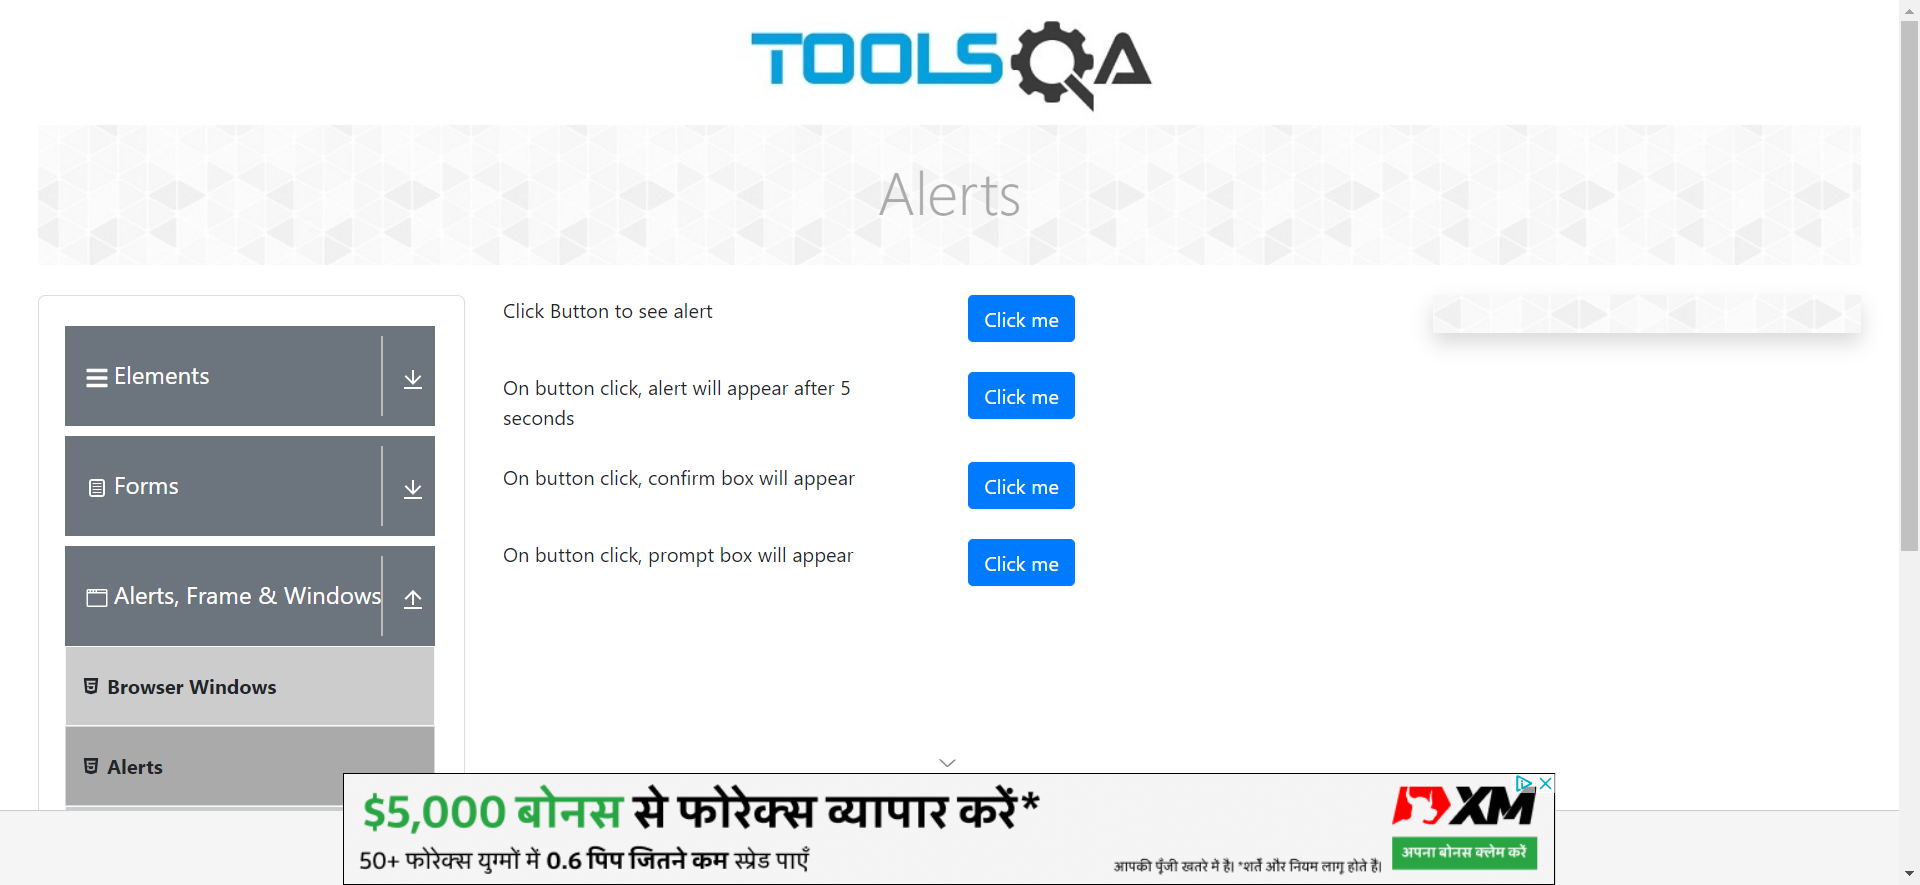 TOOLSQA
Alerts
Elements
Forms
Alerts, Frame & Windows
Browser Windows
Alerts
Click Button to see alert
Click me
On button click, alert will appear after 5
seconds
Click me
On button click, confirm box will appear
Click me
On button click, prompt box will appear
Click me
$5,000 बोनस से फोरेक्स व्यापार करें*
50+ फोरेक्स युग्मों में 0.6 पिप जितने कम स्प्रेड पाएँ
आपकी पूँजी खतरे में है। *शर्तें और नियम लागू होते हैं।
XM
अपना बोनस क्लेम करें